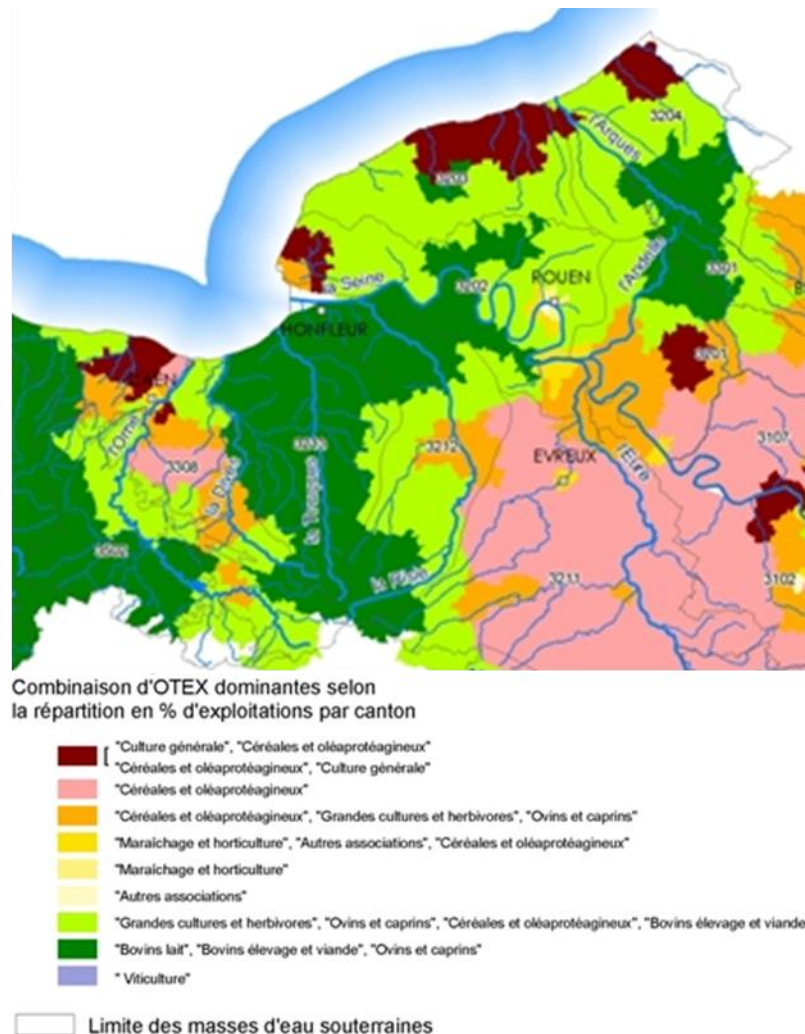 l'Arques
3204
3203
l'Andelle
ROUEN
3202
la Seine
3301
HONFLEUR
3201
l'Orne
3213
3212
3107
EVREUX
l'Eure
3308
la Dives
la Touques
3502
la Risle
3211
3102
Combinaison d'OTEX dominantes selon
la répartition en % d'exploitations par canton
"Culture générale", "Céréales et oléaprotéagineux"
"Céréales et oléaprotéagineux", "Culture générale"
"Céréales et oléaprotéagineux"
"Céréales et oléaprotéagineux", "Grandes cultures et herbivores", "Ovins et caprins"
"Maraîchage et horticulture", "Autres associations", "Céréales et oléaprotéagineux"
"Maraîchage et horticulture"
"Autres associations"
"Grandes cultures et herbivores", "Ovins et caprins", "Céréales et oléaprotéagineux", "Bovins élevage et viande
"Bovins lait", "Bovins élevage et viande", "Ovins et caprins"
" Viticulture"
Limite des masses d'eau souterraines